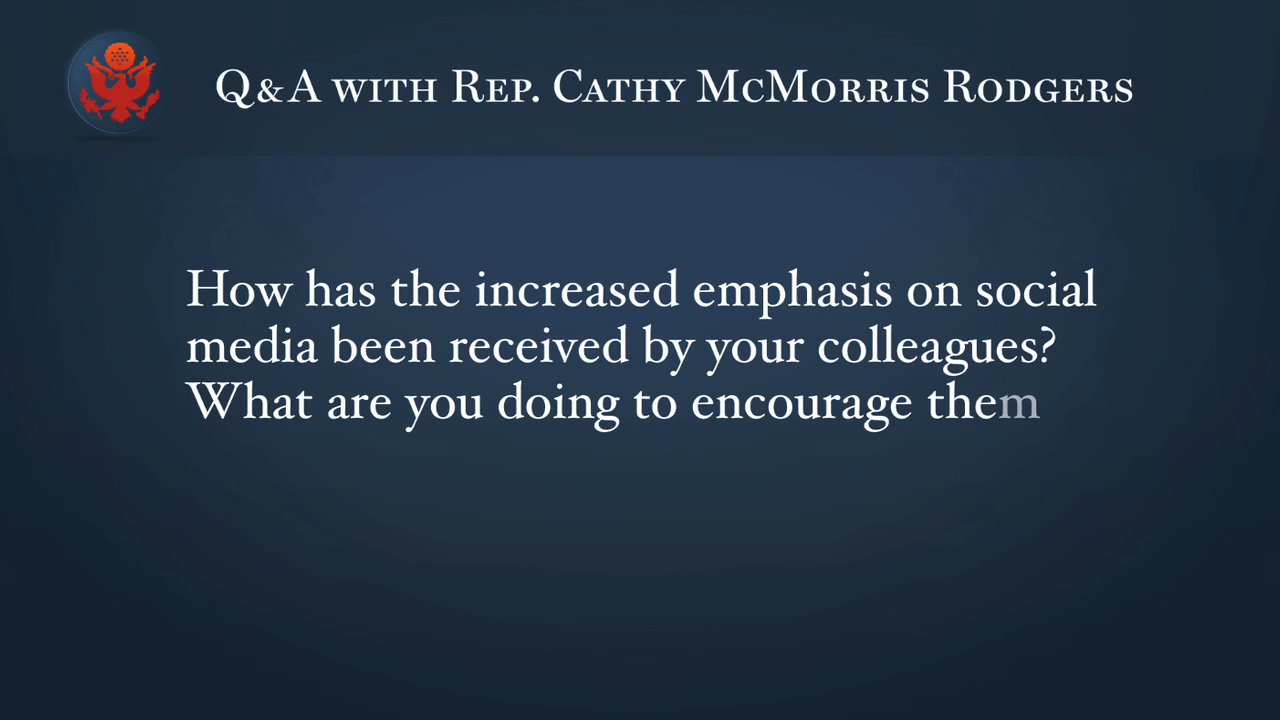 Q&A with Rep. Cathy McMorris Rodgers
How has the increased emphasis on social
media been received by your colleagues?
What are you doing to encourage them